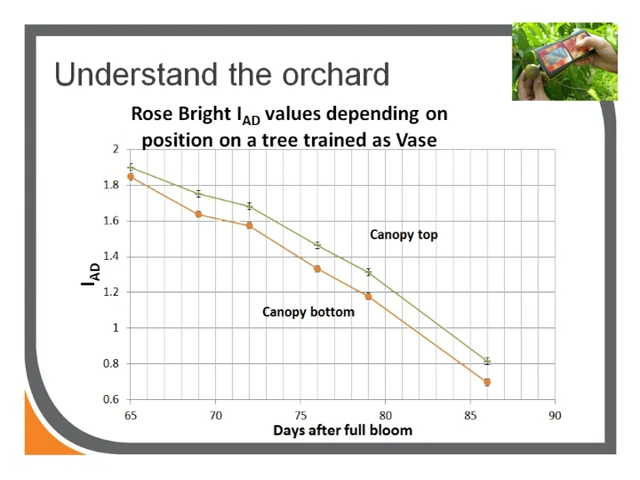 Understand the orchard
Rose Bright I_AD values depending on
position on a tree trained as Vase
2
1.8
1.6
1.4
1.2
1
0.8
0.6
I_AD
Canopy top
Canopy bottom
65 70 75 80 85 90
Days after full bloom